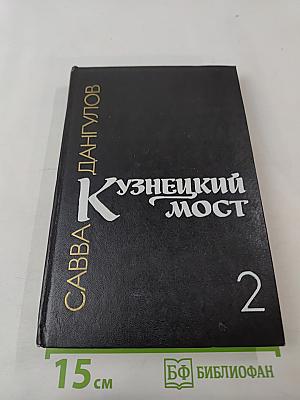 САВВА ДАНГУЛОВ
КУЗНЕЦКИЙ
МОСТ
2
15 см
БФ БИБЛИОФАН